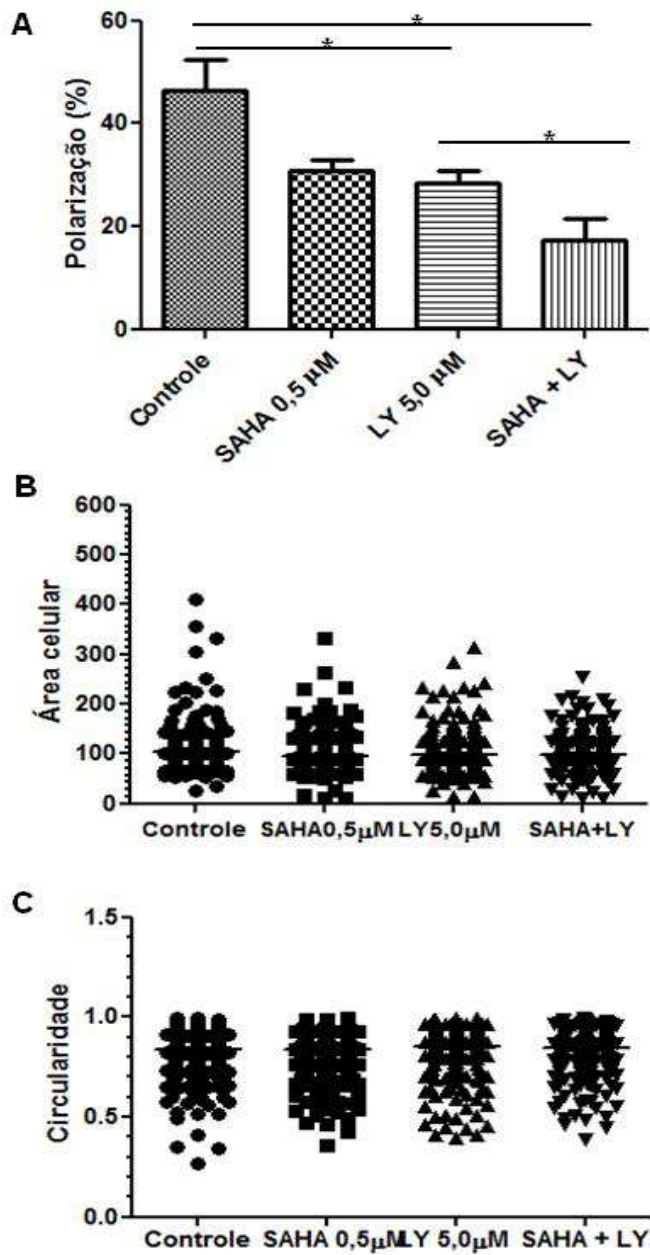 A
Polarização (%)
60
40
20
0
*
*
*
Controle
SAHA 0,5 μM
LY 5,0 μM
SAHA + LY
B
Área celular
600
500
400
300
200
100
0
Controle
SAHA0,5μM
LY5,0μM
SAHA+LY
C
Circularidade
1.5
1.0
0.5
0.0
Controle
SAHA 0,5μM
LY 5,0μM
SAHA + LY